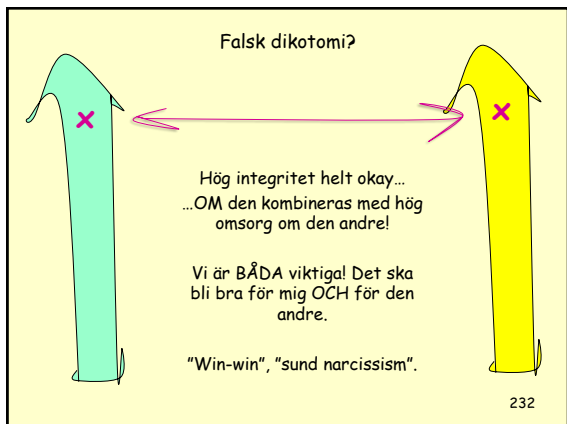 Falsk dikotomi?
Hög integritet helt okay...
...OM den kombineras med hög
omsorg om den andre!
Vi är BÅDA viktiga! Det ska
bli bra för mig OCH för den
andre.
"Win-win", "sund narcissism".
232